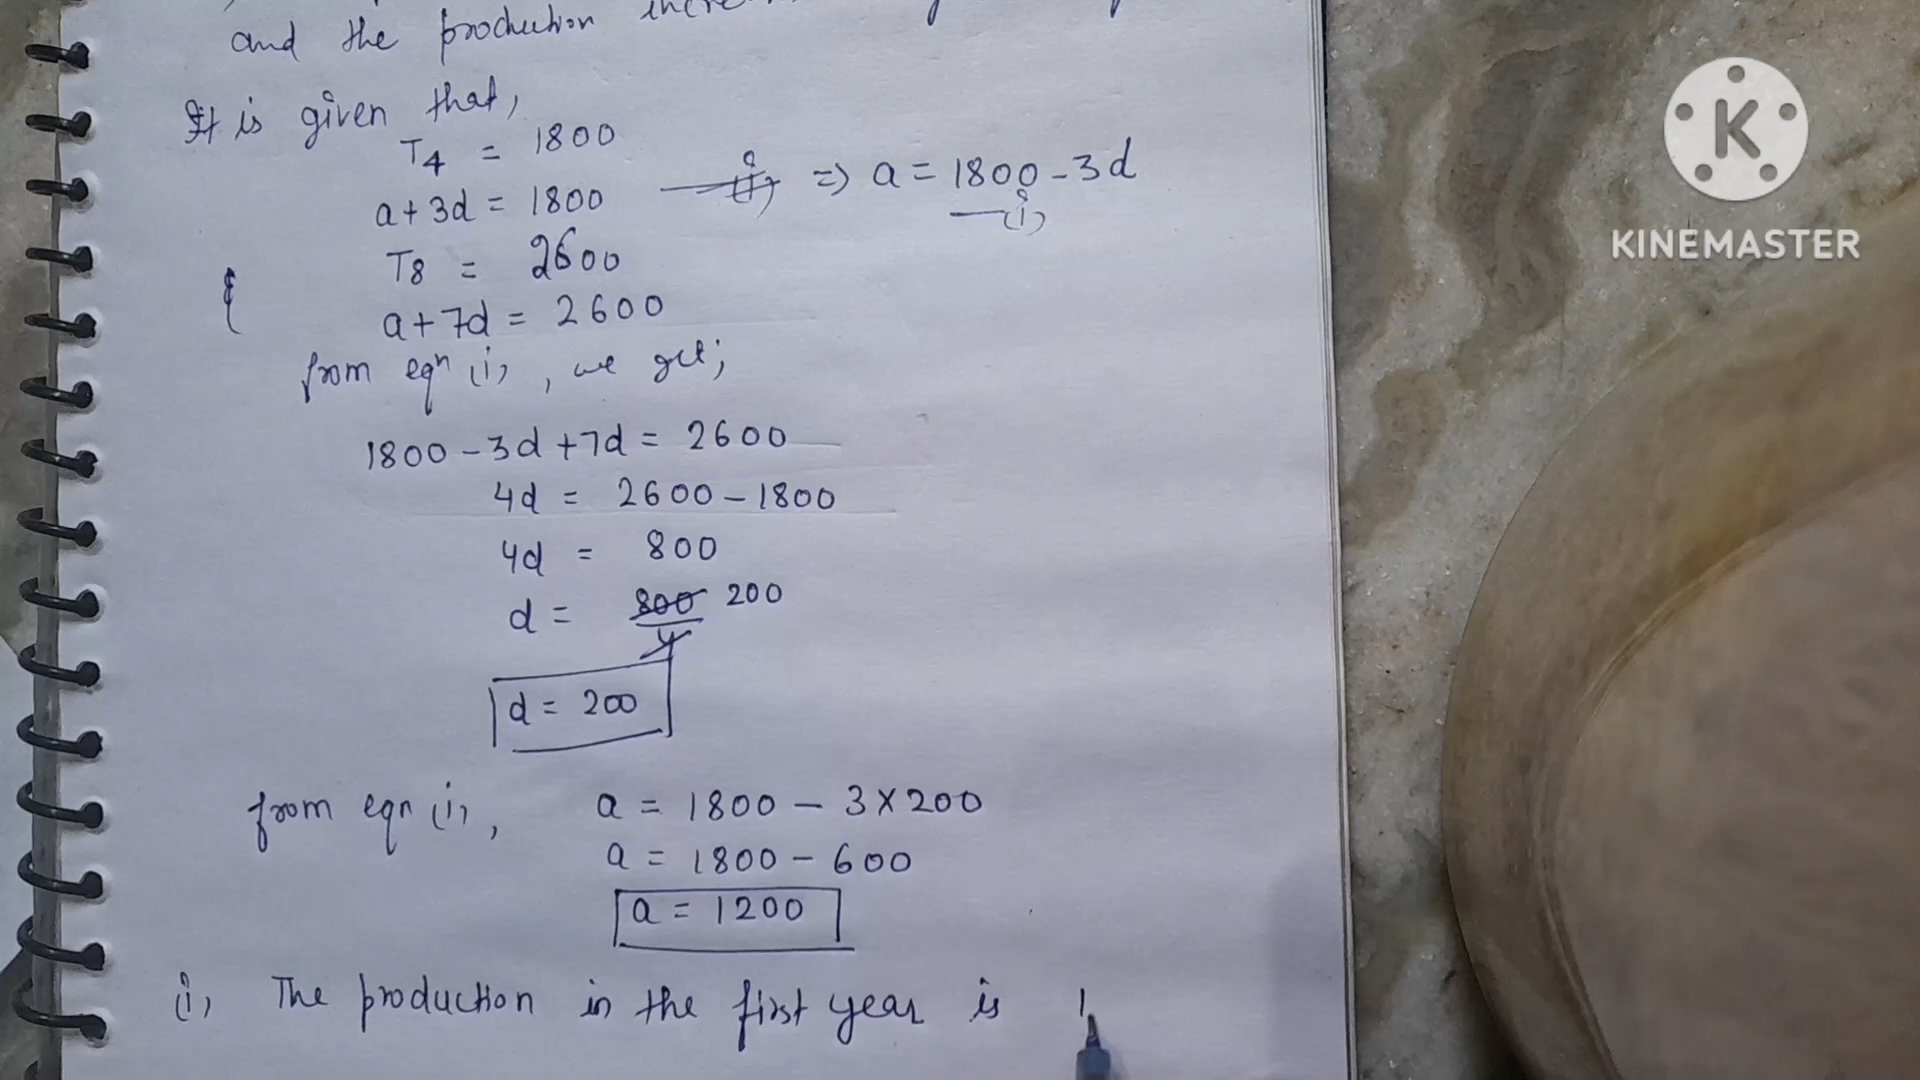 and the production
It is given that,
T4 = 1800
a+3d = 1800 (i) => a = 1800-3d
(i)
T8 = 2600
a+7d = 2600
from eqn (i), we get;
1800-3d+7d = 2600
4d = 2600-1800
4d = 800
d = 800/4 200
d = 200
from eqn (i), a = 1800 - 3×200
a = 1800 - 600
a = 1200
(i) The production in the first year is 1
K
KINEMASTER